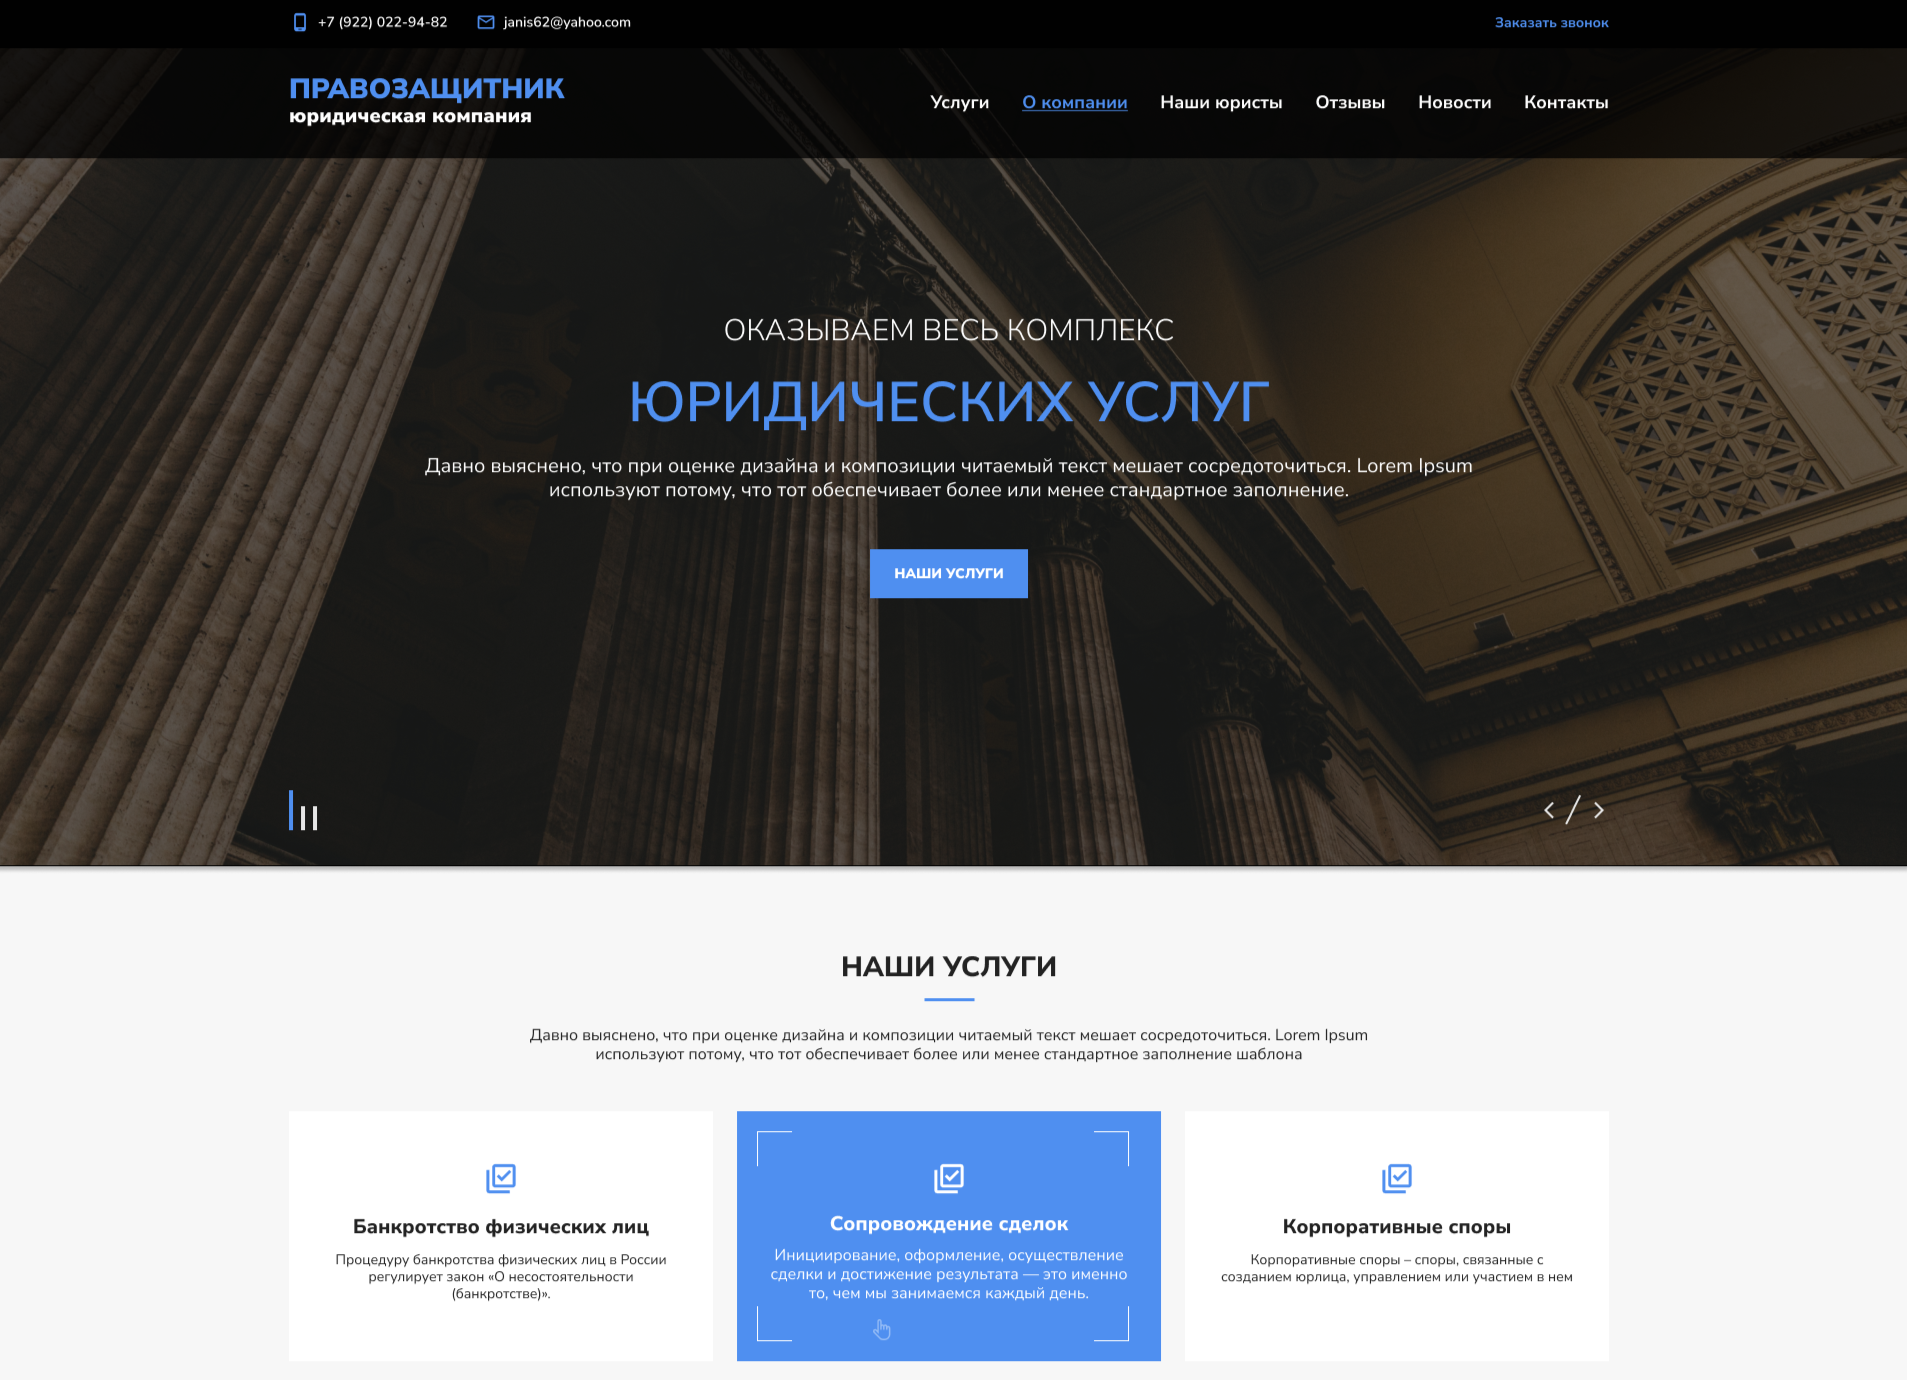 +7 (922) 022-94-82
janis62@yahoo.com
Заказать звонок
ПРАВОЗАЩИТНИК
юридическая компания
Услуги
О компании
Наши юристы
Отзывы
Новости
Контакты
ОКАЗЫВАЕМ ВЕСЬ КОМПЛЕКС
ЮРИДИЧЕСКИХ УСЛУГ
Давно выяснено, что при оценке дизайна и композиции читаемый текст мешает сосредоточиться. Lorem Ipsum
используют потому, что тот обеспечивает более или менее стандартное заполнение.
НАШИ УСЛУГИ
НАШИ УСЛУГИ
Давно выяснено, что при оценке дизайна и композиции читаемый текст мешает сосредоточиться. Lorem Ipsum
используют потому, что тот обеспечивает более или менее стандартное заполнение шаблона
Банкротство физических лиц
Процедуру банкротства физических лиц в России
регулирует закон «О несостоятельности
(банкротстве)».
Сопровождение сделок
Инициирование, оформление, осуществление
сделки и достижение результата — это именно
то, чем мы занимаемся каждый день.
Корпоративные споры
Корпоративные споры – споры, связанные с
созданием юрлица, управлением или участием в нем